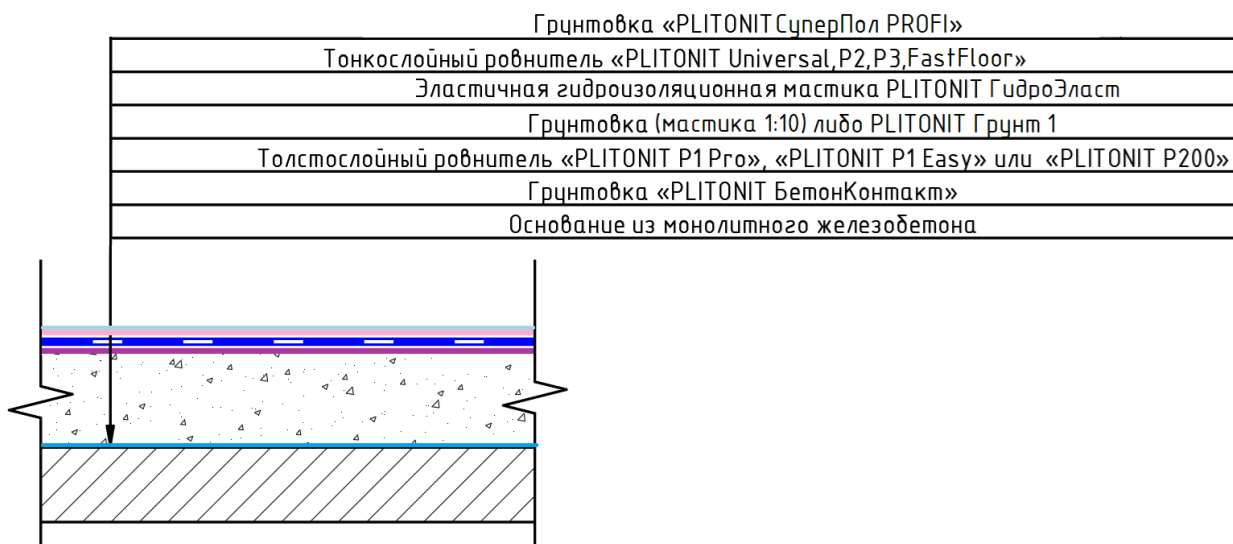 Грунтовка «PLITONIT СуперПол PROFI»
Тонкослойный ровнитель «PLITONIT Universal,P2,P3,FastFloor»
Эластичная гидроизоляционная мастика PLITONIT ГидроЭласт
Грунтовка (мастика 1:10) либо PLITONIT Грунт 1
Толстослойный ровнитель «PLITONIT P1 Pro», «PLITONIT P1 Easy» или «PLITONIT P200»
Грунтовка «PLITONIT БетонКонтакт»
Основание из монолитного железобетона